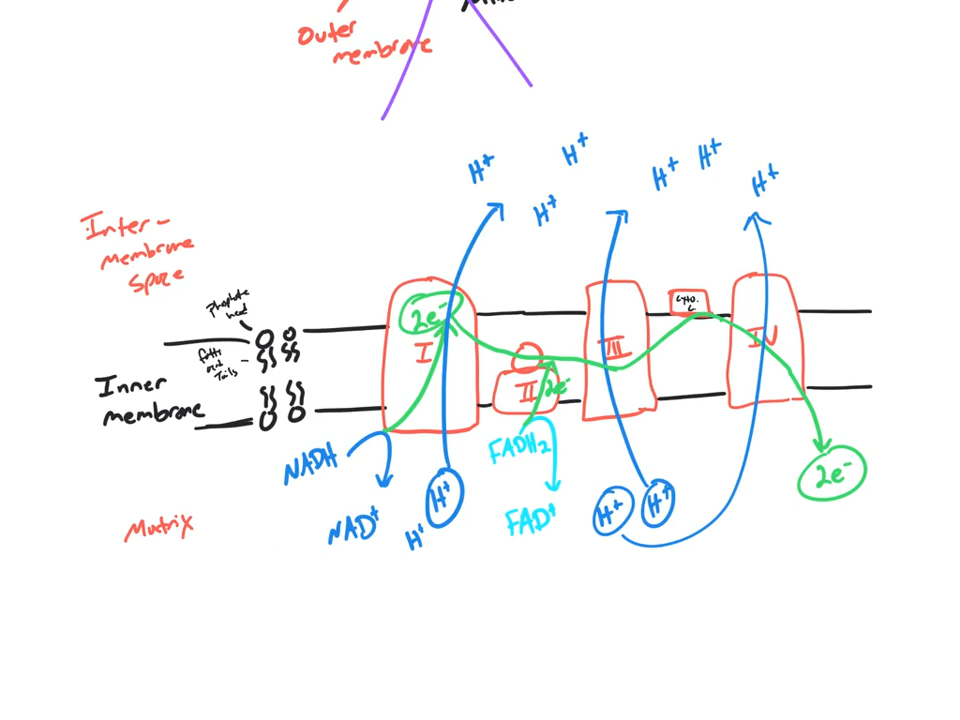 Outer
membrane
H+
H+
H+
H+
H+
H+
Inter-
Membrane
Space
Phosphate
head
fatty
acid
Tails
Inner
membrane
2e-
I
II
2e-
III
cyto.
c
IV
NADH
NAD+
H+
H+
FADH2
FAD+
H+
H+
2e-
Matrix